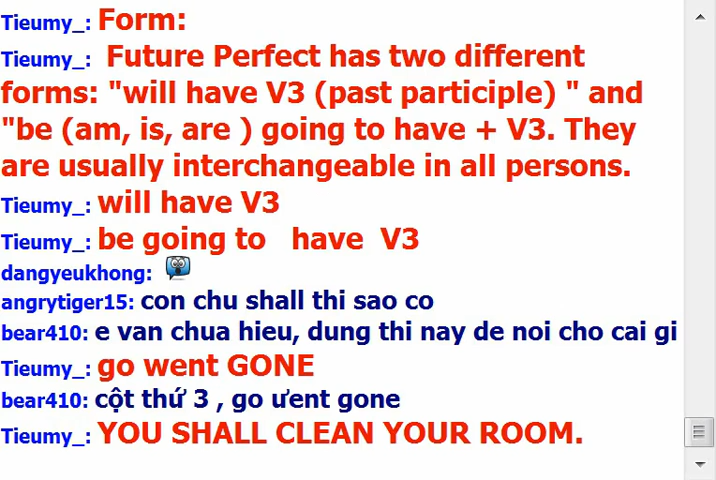 Tieumy_: Form:
Tieumy_: Future Perfect has two different
forms: "will have V3 (past participle) " and
"be (am, is, are ) going to have + V3. They
are usually interchangeable in all persons.
Tieumy_: will have V3
Tieumy_: be going to have V3
dangyeukhong:
angrytiger15: con chu shall thi sao co
bear410: e van chua hieu, dung thi nay de noi cho cai gi
Tieumy_: go went GONE
bear410: cột thứ 3 , go ưent gone
Tieumy_: YOU SHALL CLEAN YOUR ROOM.